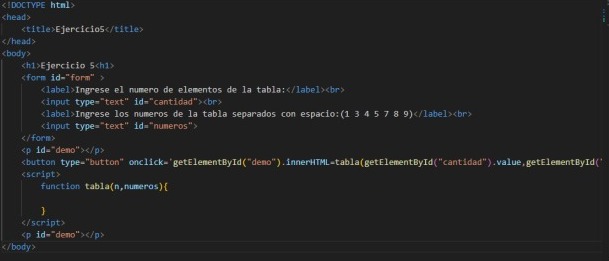 <!DOCTYPE html>
<head>
    <title>Ejercicio5</title>
</head>
<body>
    <h1>Ejercicio 5<h1>
    <form id="form" >
        <label>Ingrese el numero de elementos de la tabla:</label><br>
        <input type="text" id="cantidad"><br>
        <label>Ingrese los numeros de la tabla separados con espacio:(1 3 4 5 7 8 9)</label><br>
        <input type="text" id="numeros">
    </form>
    <p id="demo"></p>
    <button type="button" onclick='getElementById("demo").innerHTML=tabla(getElementById("cantidad").value,getElementById(
    <script>
        function tabla(n,numeros){
        }
    </script>
    <p id="demo"></p>
</body>